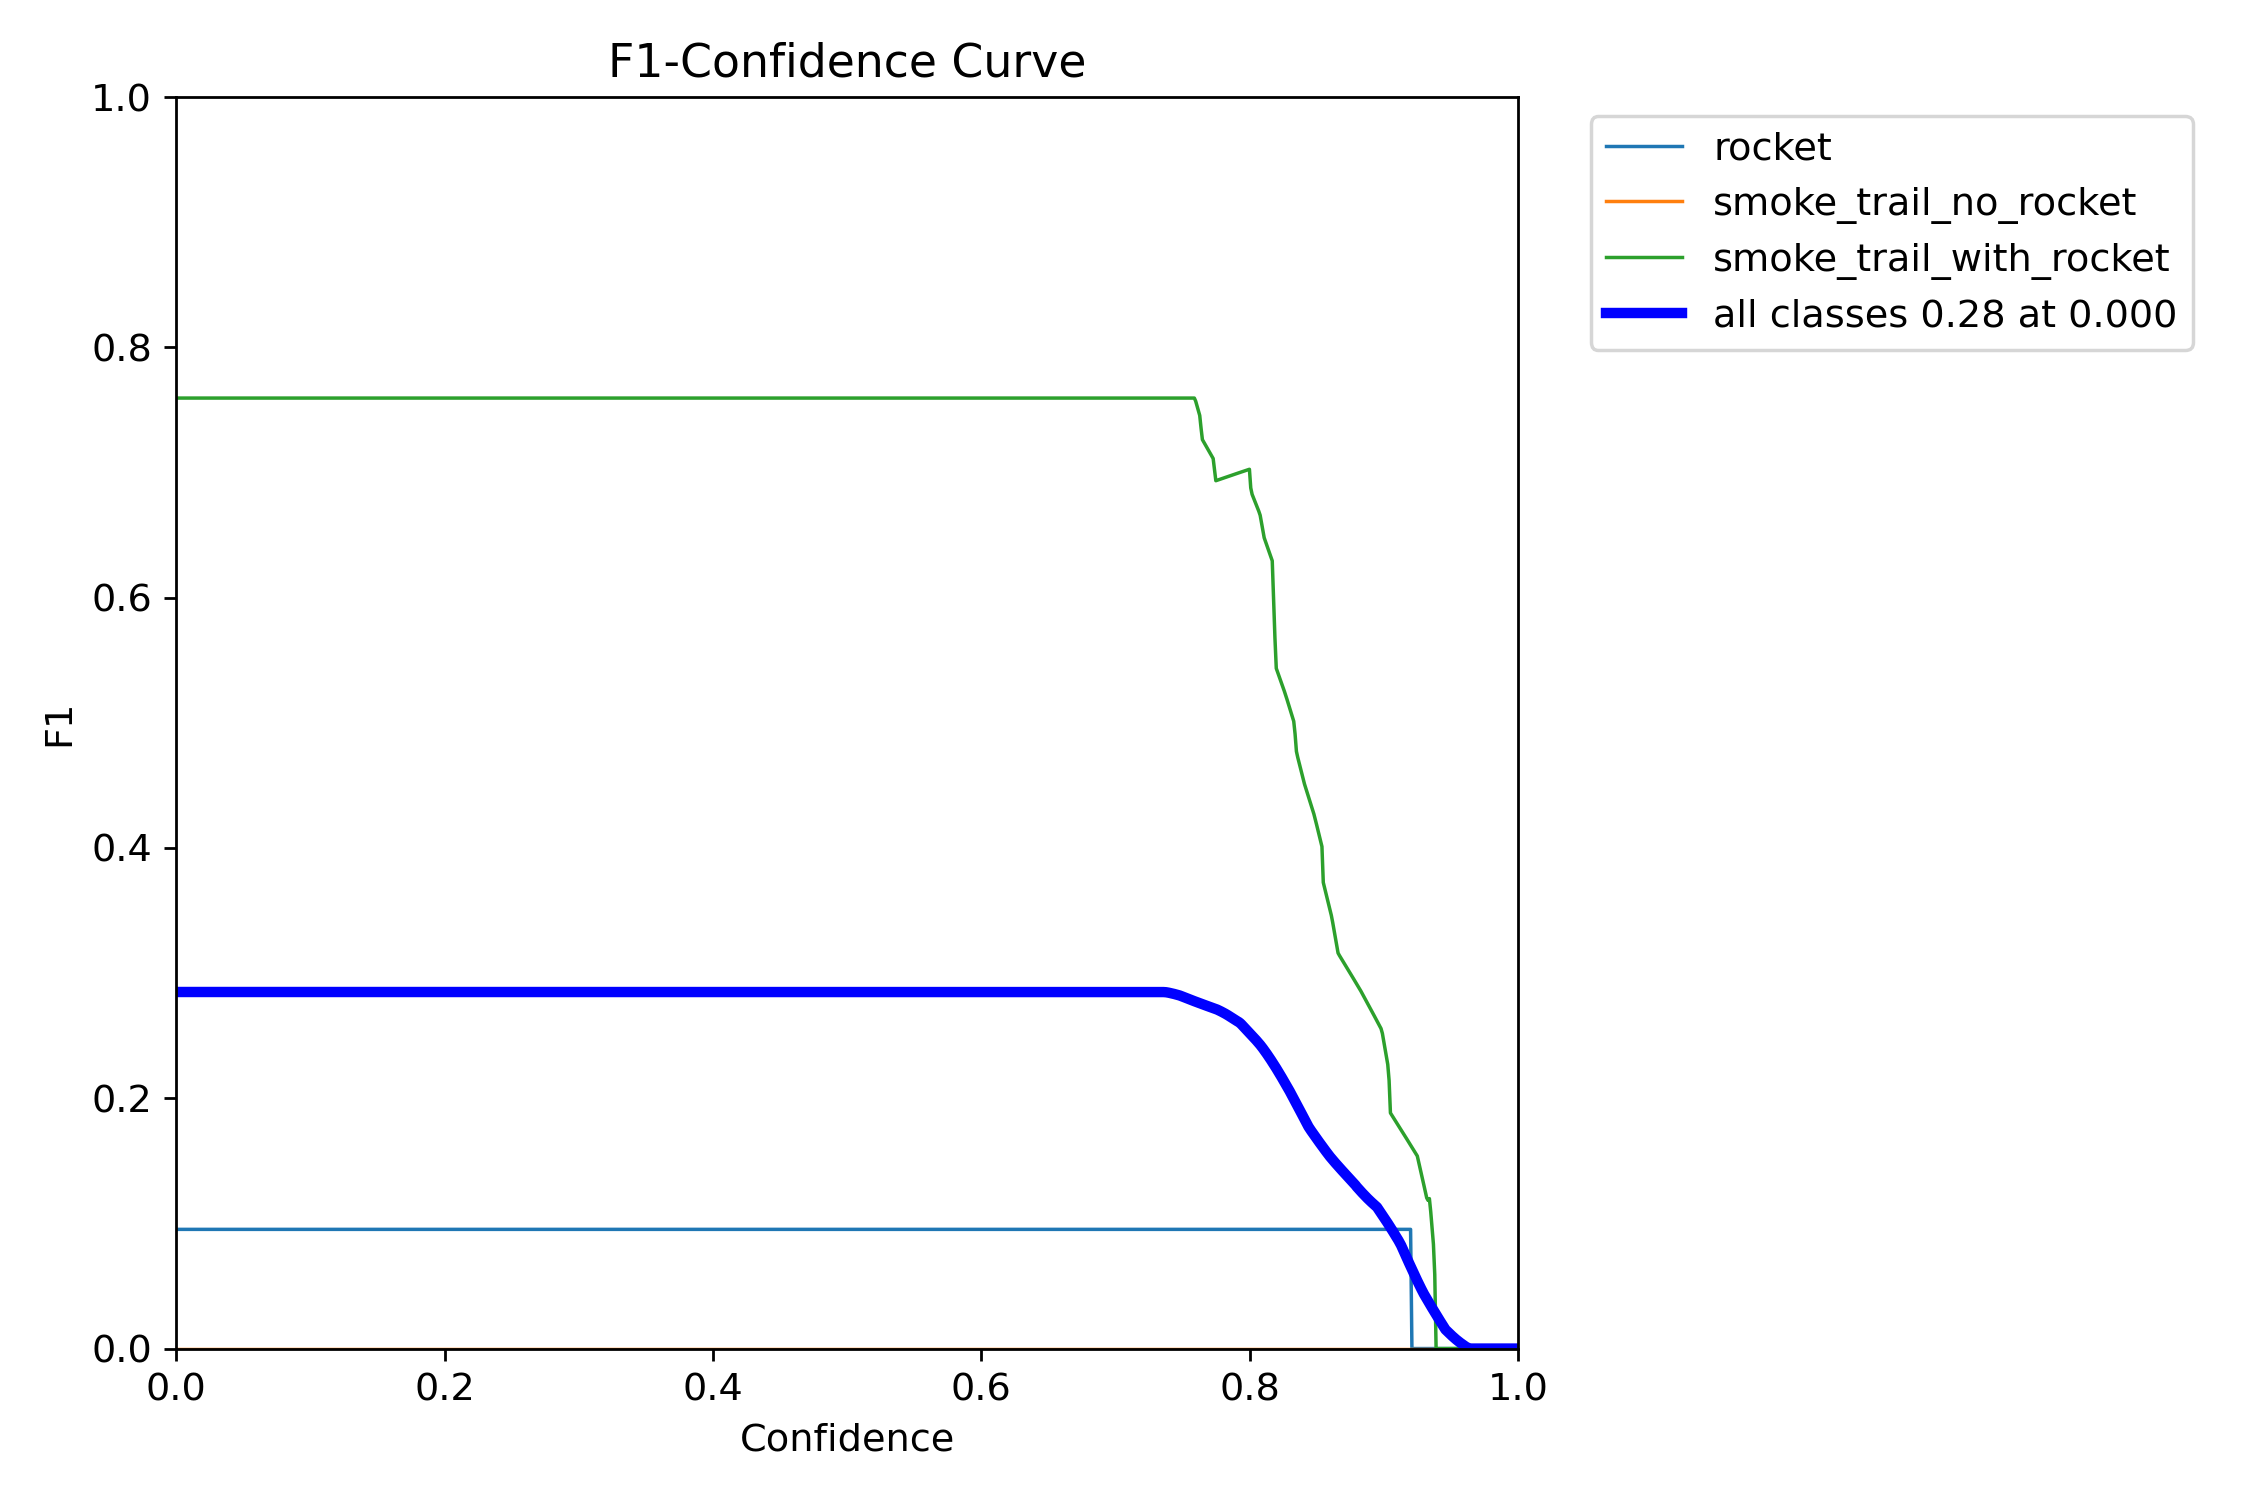 F1-Confidence Curve
1.0
0.8
0.6
0.4
0.2
0.0
F1
0.0 0.2 0.4 0.6 0.8 1.0
Confidence
rocket
smoke_trail_no_rocket
smoke_trail_with_rocket
all classes 0.28 at 0.000